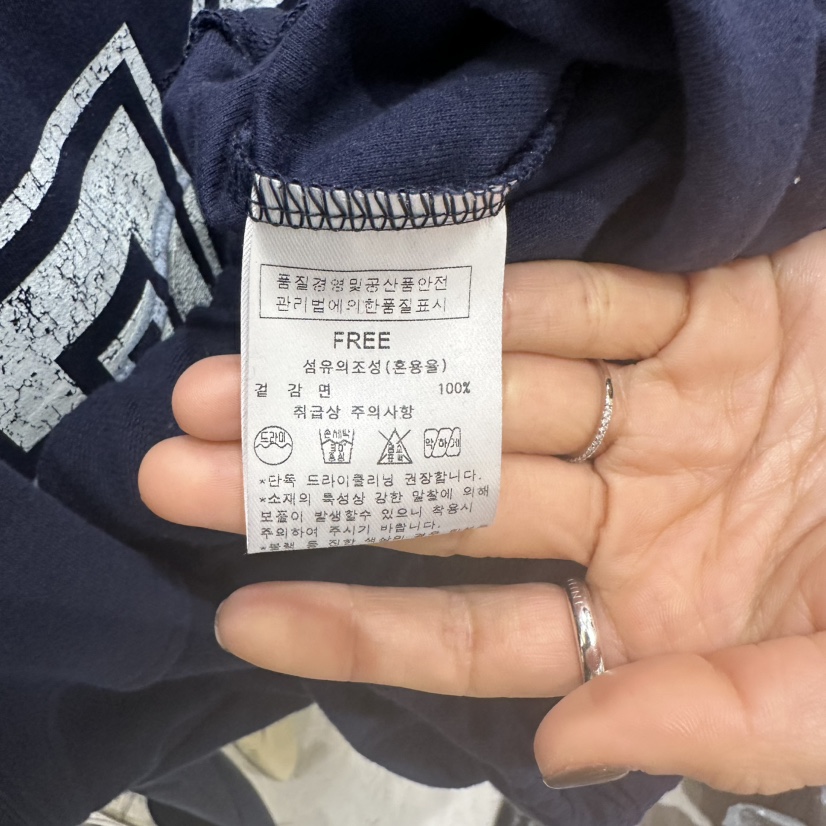 품질경영및공산품안전
관리법에의한품질표시
FREE
섬유의조성(혼용율)
겉 감 면 100%
취급상 주의사항
드라이 손세탁 약하게
*단독 드라이클리닝 권장합니다.
*소재의 특성상 강한 말찰에 의해
보풀이 발생할수 있으니 착용시
주의하여 주시기 바랍니다.